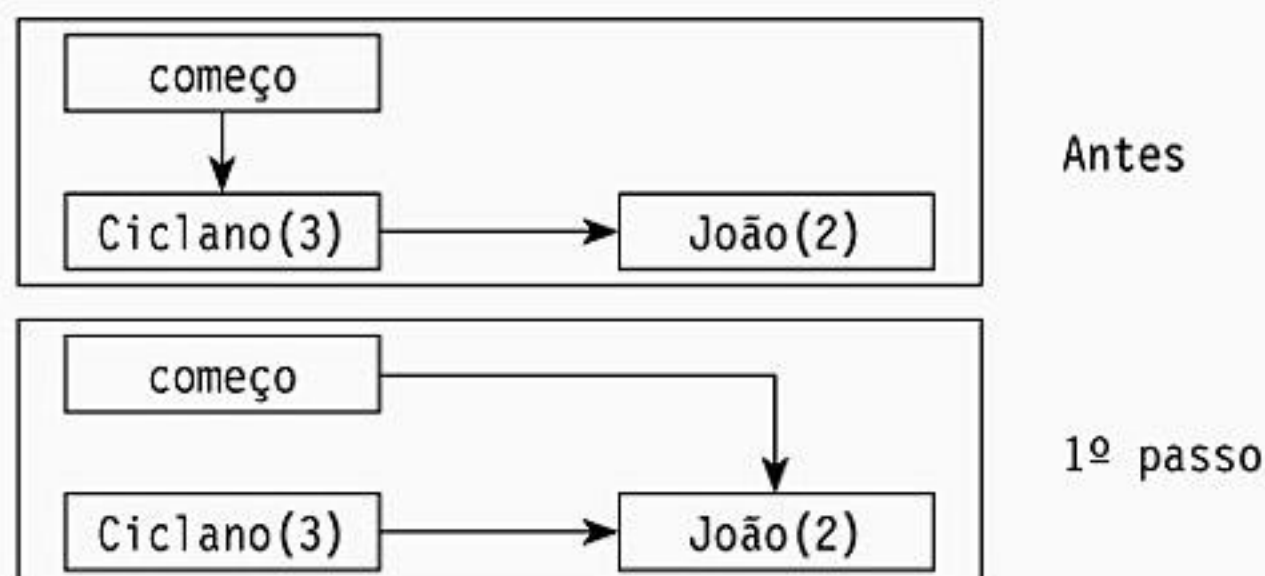 começo
Antes
Ciclano(3) João(2)
começo
1º passo
Ciclano(3) João(2)